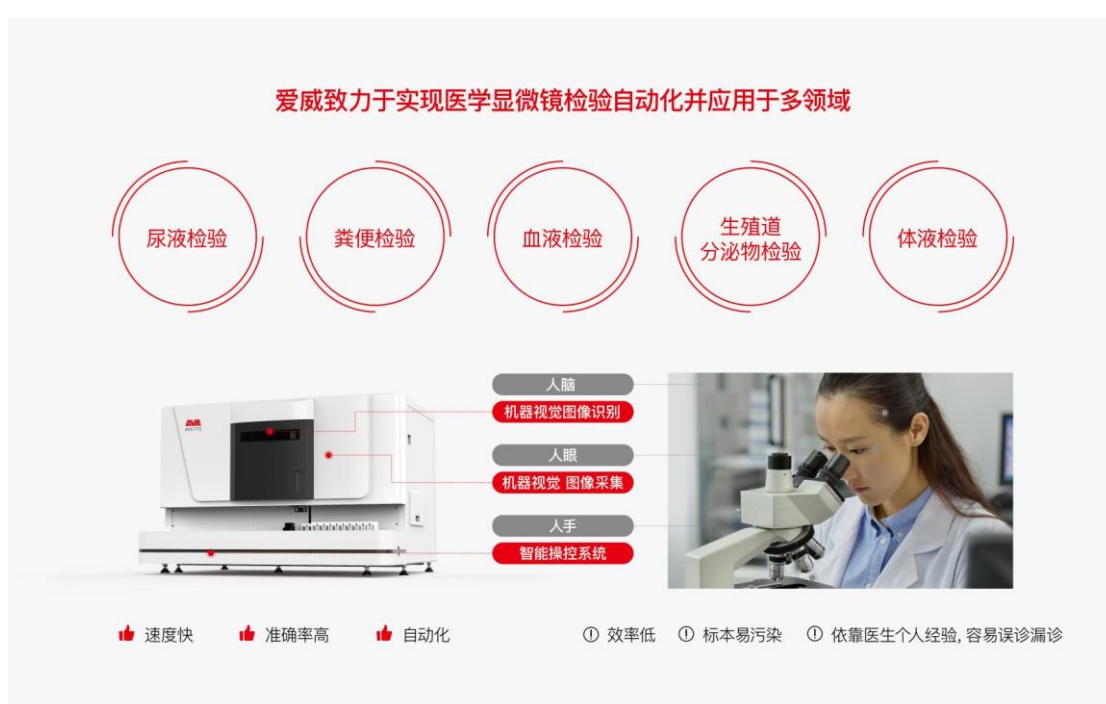 爱威致力于实现医学显微镜检验自动化并应用于多领域
尿液检验
粪便检验
血液检验
生殖道
分泌物检验
体液检验
人脑
机器视觉图像识别
人眼
机器视觉 图像采集
人手
智能操控系统
AVE
速度快
准确率高
自动化
效率低
标本易污染
依靠医生个人经验, 容易误诊漏诊